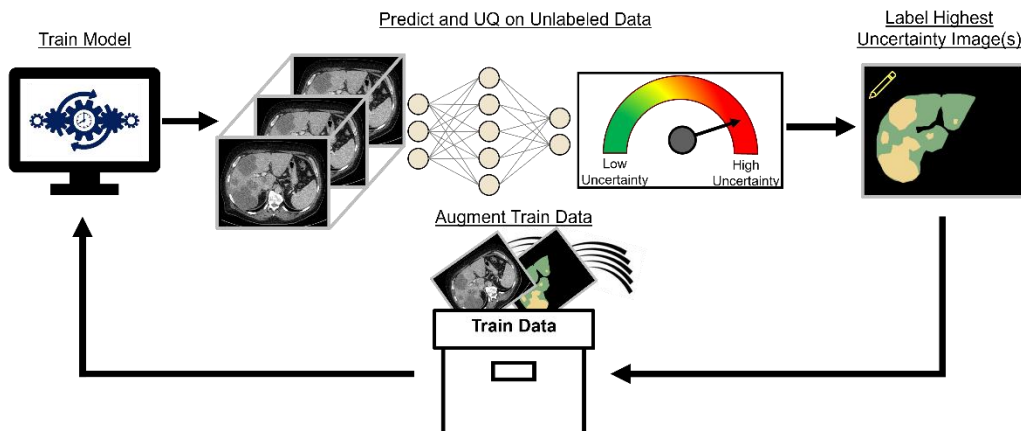 Train Model
Predict and UQ on Unlabeled Data
Label Highest
Uncertainty Image(s)
Low
Uncertainty
High
Uncertainty
Augment Train Data
Train Data